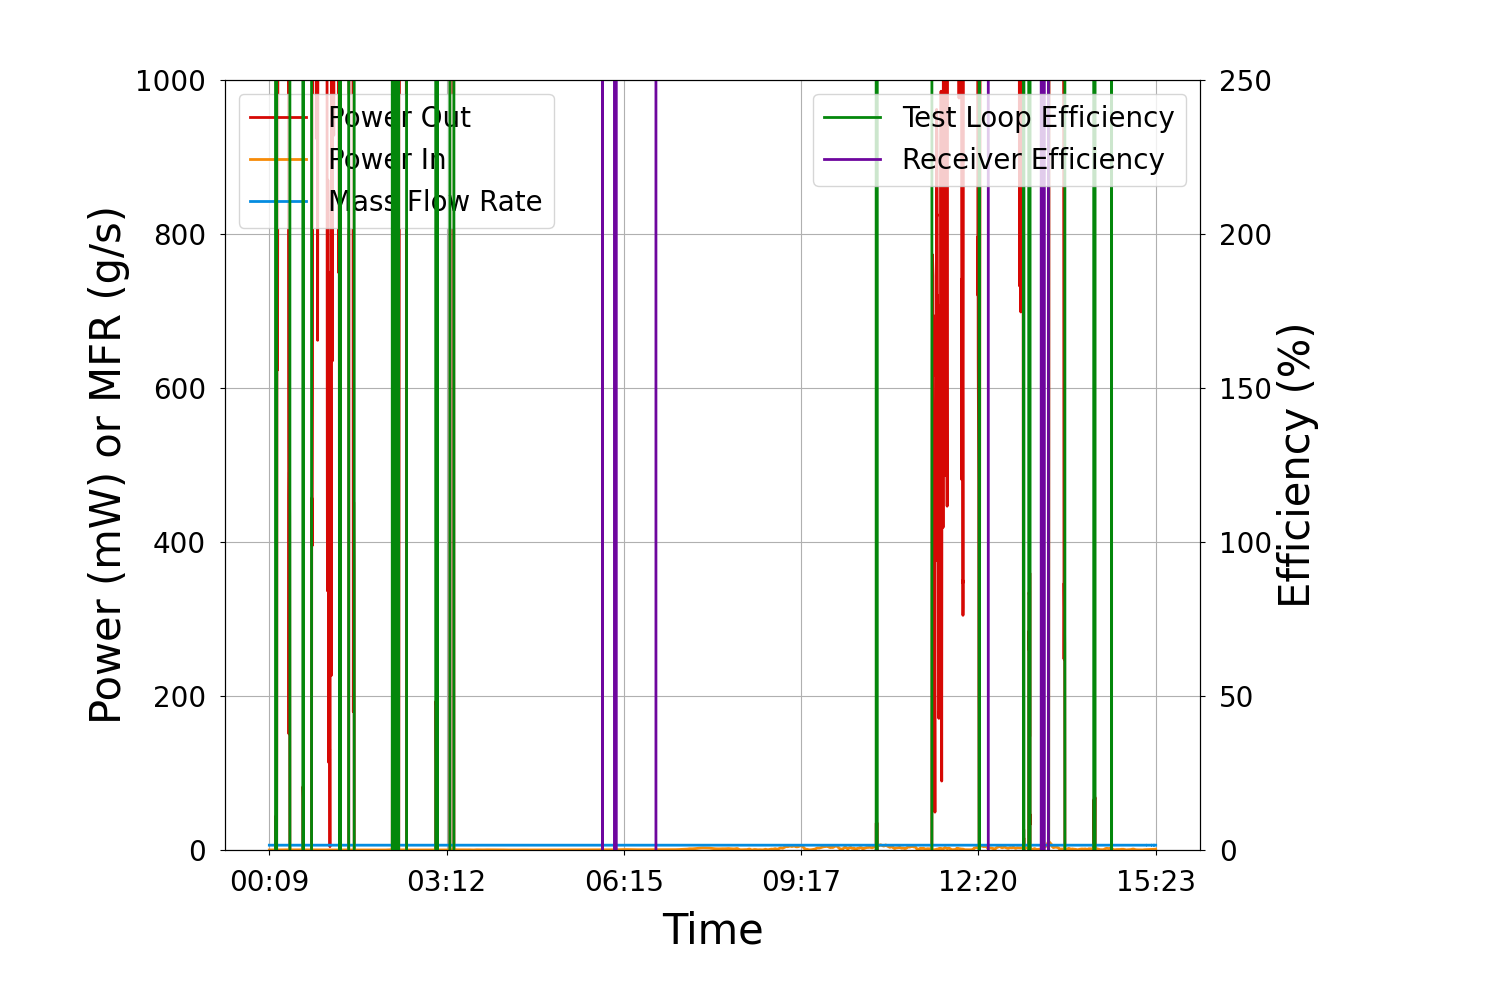 1000
800
600
400
200
0
Power (mW) or MFR (g/s)
Power Out
Power In
Mass Flow Rate
Test Loop Efficiency
Receiver Efficiency
250
200
150
100
50
0
Efficiency (%)
00:09 03:12 06:15 09:17 12:20 15:23
Time